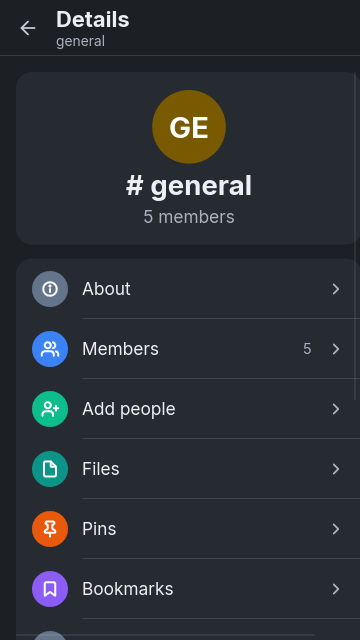 Details
general
GE
# general
5 members
About
Members 5
Add people
Files
Pins
Bookmarks